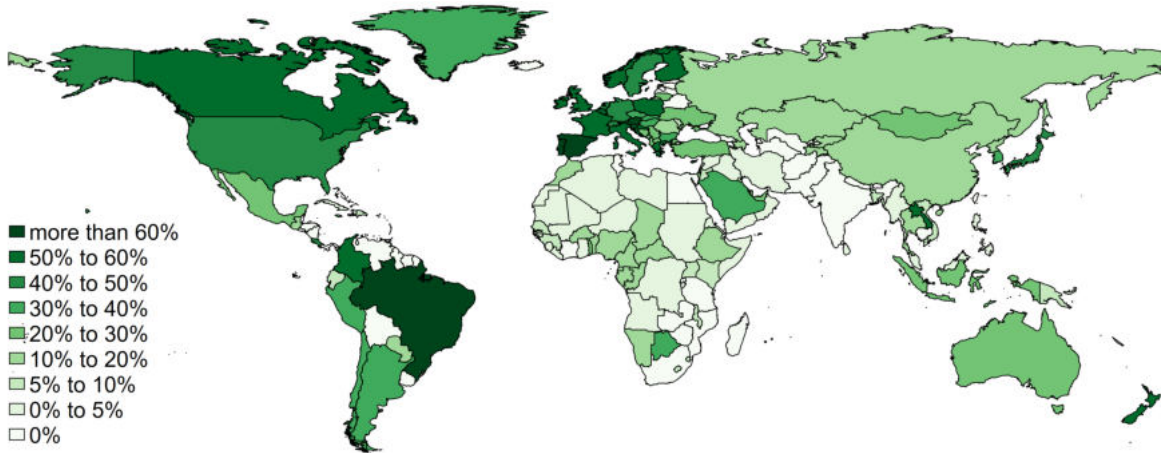 more than 60%
50% to 60%
40% to 50%
30% to 40%
20% to 30%
10% to 20%
5% to 10%
0% to 5%
0%